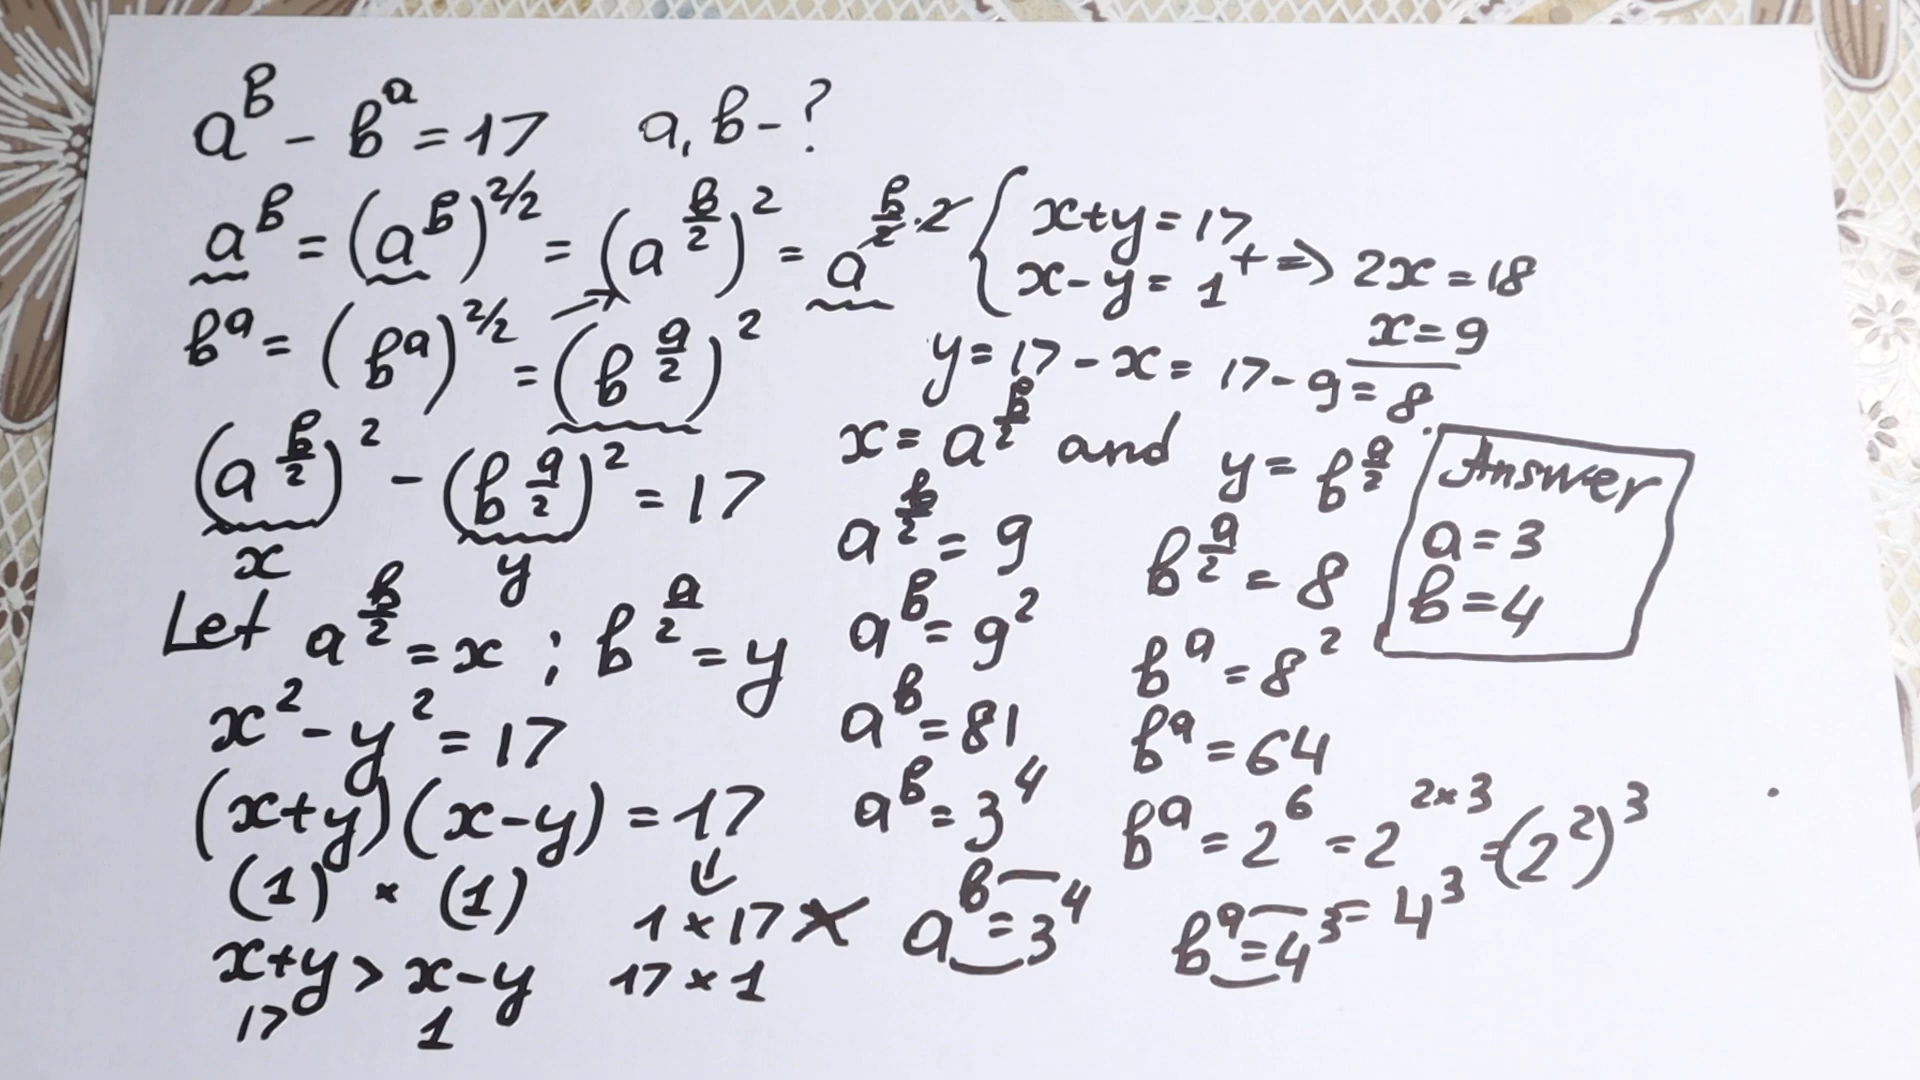 a^в - в^a = 17   a, в - ?
a^в = (a^в)^2/2 = (a^(в/2))^2 = a^(в/2 · 2)
в^a = (в^a)^2/2 = (в^(a/2))^2
(a^(в/2))^2 - (в^(a/2))^2 = 17
x   y
Let a^(в/2) = x ; в^(a/2) = y
x^2 - y^2 = 17
(x+y)(x-y) = 17
(1) × (1)   1 × 17 ×
x+y > x-y   17 × 1
17   1
{ x+y = 17
x-y = 1 + => 2x = 18
x = 9
y = 17 - x = 17 - 9 = 8
x = a^(в/2) and y = в^(a/2)
a^(в/2) = 9   в^(a/2) = 8
a^в = 9^2   в^a = 8^2
a^в = 81   в^a = 64
a^в = 3^4   в^a = 2^6 = 2^(2×3) = (2^2)^3
= 4^3
a^в = 3^4   в^a = 4^3
Answer
a = 3
в = 4